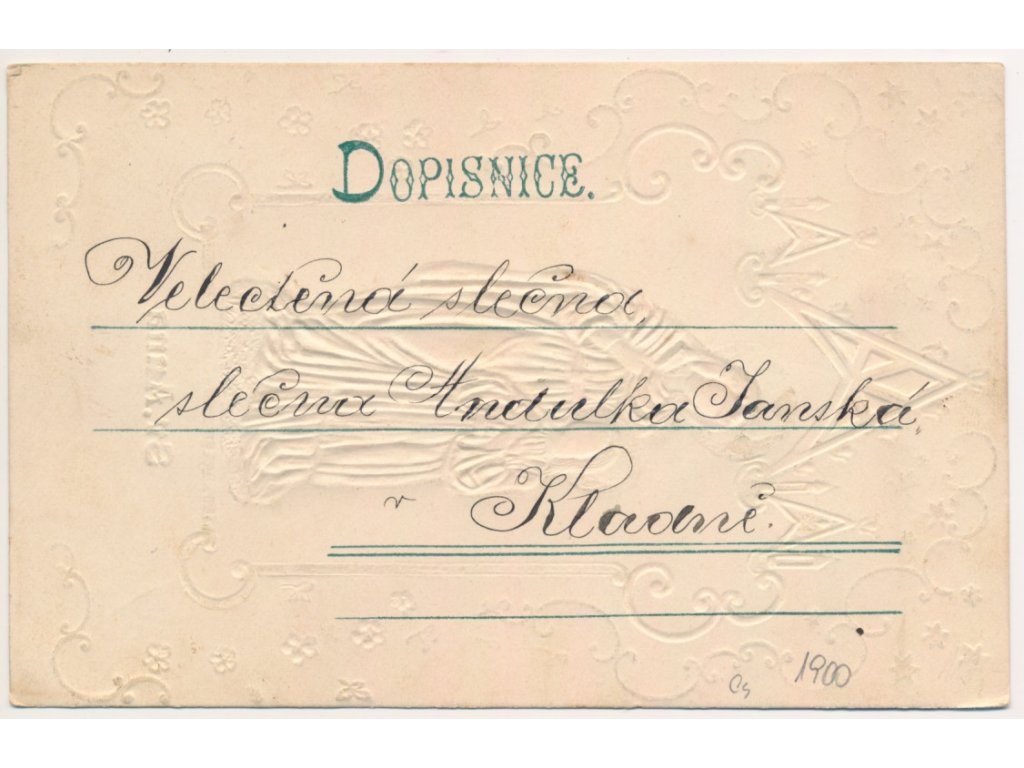 DOPISNICE.
Velectěná slečna,
slečna Andulka Janská,
v Kladně.
1900